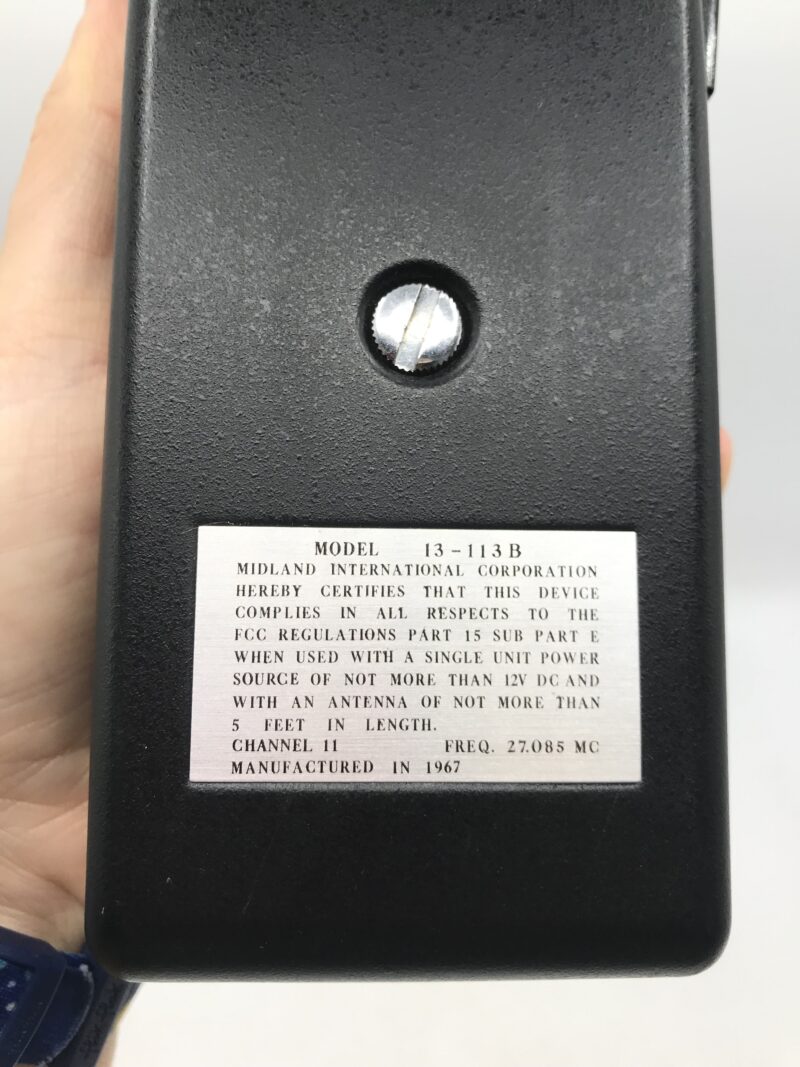 MODEL 13-113B
MIDLAND INTERNATIONAL CORPORATION
HEREBY CERTIFIES THAT THIS DEVICE
COMPLIES IN ALL RESPECTS TO THE
FCC REGULATIONS PART 15 SUB PART E
WHEN USED WITH A SINGLE UNIT POWER
SOURCE OF NOT MORE THAN 12V DC AND
WITH AN ANTENNA OF NOT MORE THAN
5 FEET IN LENGTH.
CHANNEL 11 FREQ. 27.085 MC
MANUFACTURED IN 1967